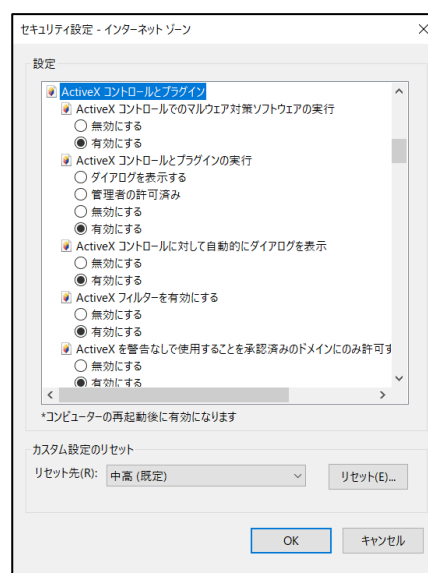 セキュリティ設定 - インターネット ゾーン
設定
ActiveX コントロールとプラグイン
ActiveX コントロールでのマルウェア対策ソフトウェアの実行
無効にする
有効にする
ActiveX コントロールとプラグインの実行
ダイアログを表示する
管理者の許可済み
無効にする
有効にする
ActiveX コントロールに対して自動的にダイアログを表示
無効にする
有効にする
ActiveX フィルターを有効にする
無効にする
有効にする
ActiveX を警告なしで使用することを承認済みのドメインにのみ許可す
無効にする
有効にする
*コンピューターの再起動後に有効になります
カスタム設定のリセット
リセット先(R): 中高 (既定) リセット(E)...
OK キャンセル